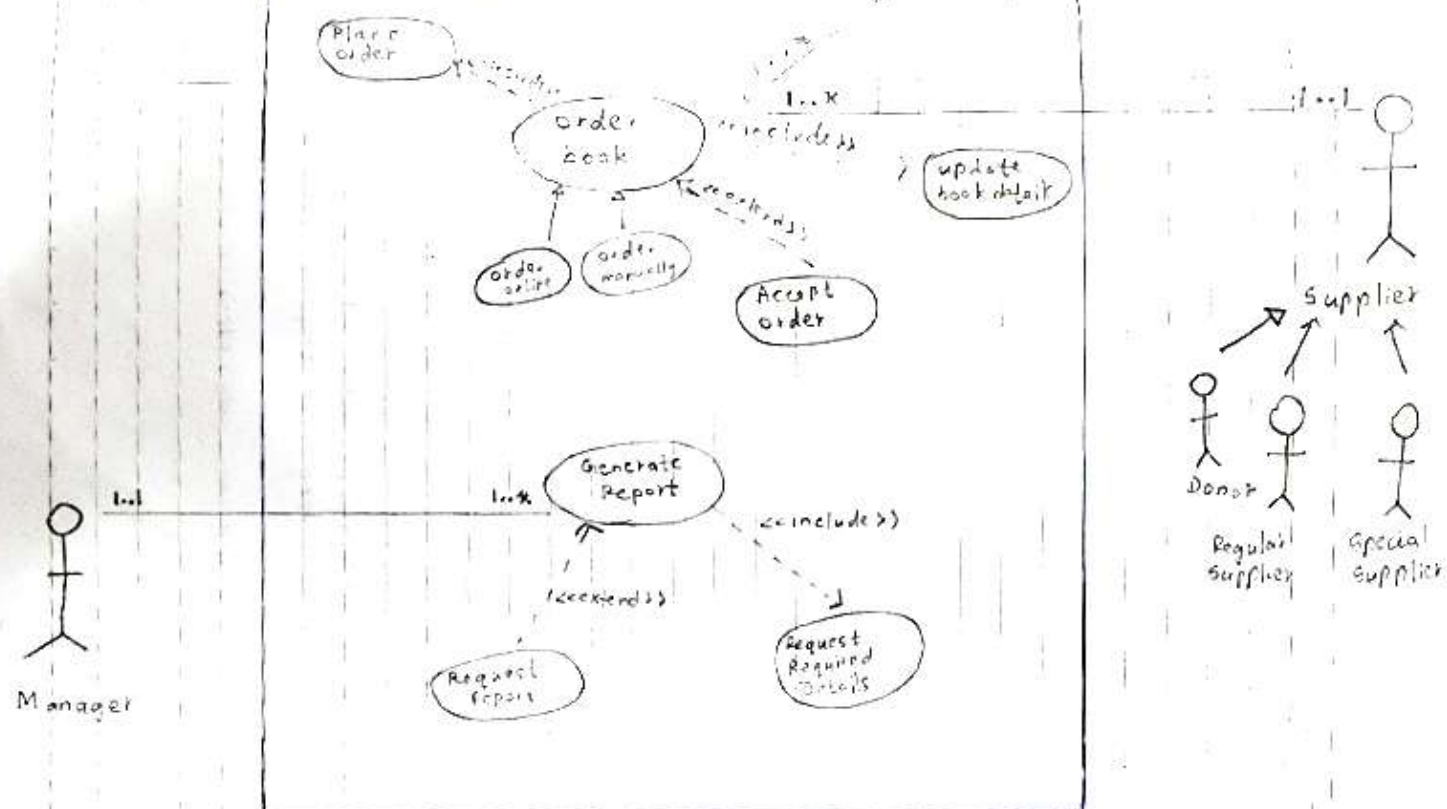 Place
order
<<include>>
order
book
1..*
1..1
<<include>>
update
book detail
<<extend>>
order
online
order
manually
Accept
order
Supplier
Generate
Report
1..1
1..*
<<include>>
Donor
Regular
Supplier
Special
Supplier
<<extend>>
Request
Required
Details
Request
Manager